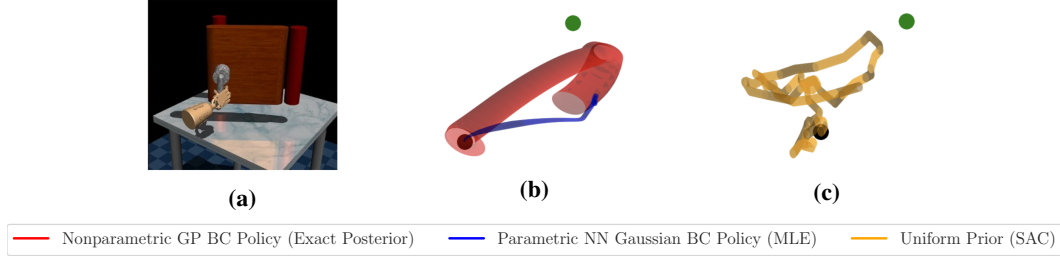 (a)
(b)
(c)
Nonparametric GP BC Policy (Exact Posterior) Parametric NN Gaussian BC Policy (MLE) Uniform Prior (SAC)